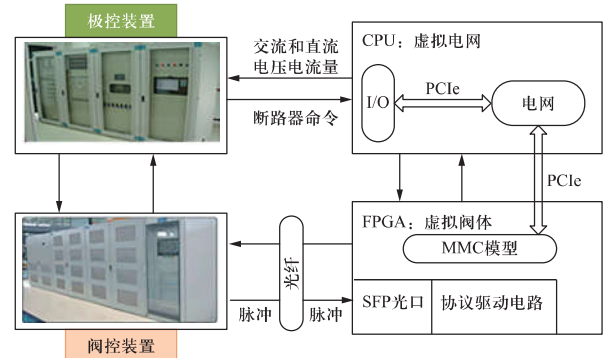 极控装置
交流和直流
电压电流量
断路器命令
CPU：虚拟电网
I/O
PCIe
电网
PCIe
FPGA：虚拟阀体
MMC模型
SFP光口
协议驱动电路
光纤
脉冲
脉冲
阀控装置